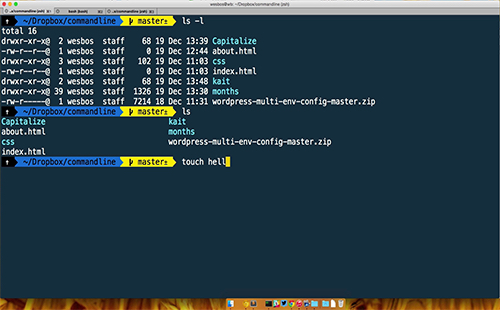 wesbos@wb: ~/Dropbox/commandline (zsh)
bash (bash)
↑ ~/Dropbox/commandline master± ls -l
total 16
drwxr-xr-x@ 2 wesbos staff 68 19 Dec 13:39 Capitalize
-rw-r--r--@ 1 wesbos staff 0 19 Dec 12:44 about.html
drwxr-xr-x@ 3 wesbos staff 102 19 Dec 11:03 css
-rw-r--r--@ 1 wesbos staff 0 19 Dec 11:03 index.html
drwxr-xr-x@ 2 wesbos staff 68 19 Dec 13:48 kait
drwxr-xr-x@ 39 wesbos staff 1326 19 Dec 13:30 months
-rw-r-----@ 1 wesbos staff 7214 18 Dec 11:31 wordpress-multi-env-config-master.zip
↑ ~/Dropbox/commandline master± ls
Capitalize kait
about.html months
css wordpress-multi-env-config-master.zip
index.html
↑ ~/Dropbox/commandline master± touch hell